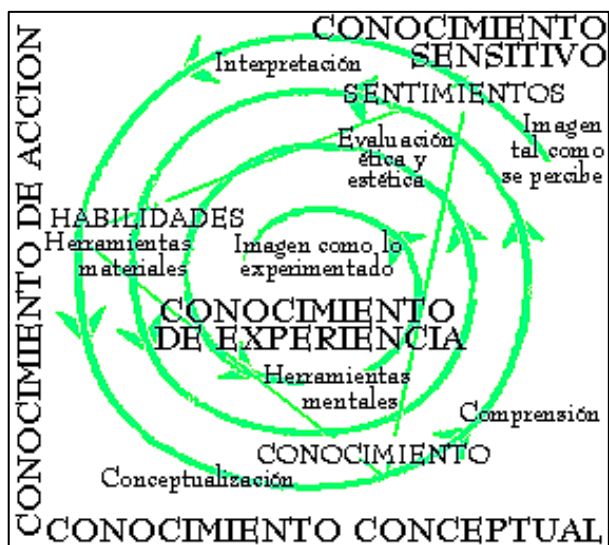 CONOCIMIENTO
SENSITIVO
Interpretación
SENTIMIENTOS
Imagen
tal como
se percibe
Evaluación
ética y
estética
CONOCIMIENTO DE ACCION
HABILIDADES
Herramientas
materiales
Imagen como lo
experimentado
CONOCIMIENTO
DE EXPERIENCIA
Herramientas
mentales
Comprensión
CONOCIMIENTO
Conceptualización
CONOCIMIENTO CONCEPTUAL